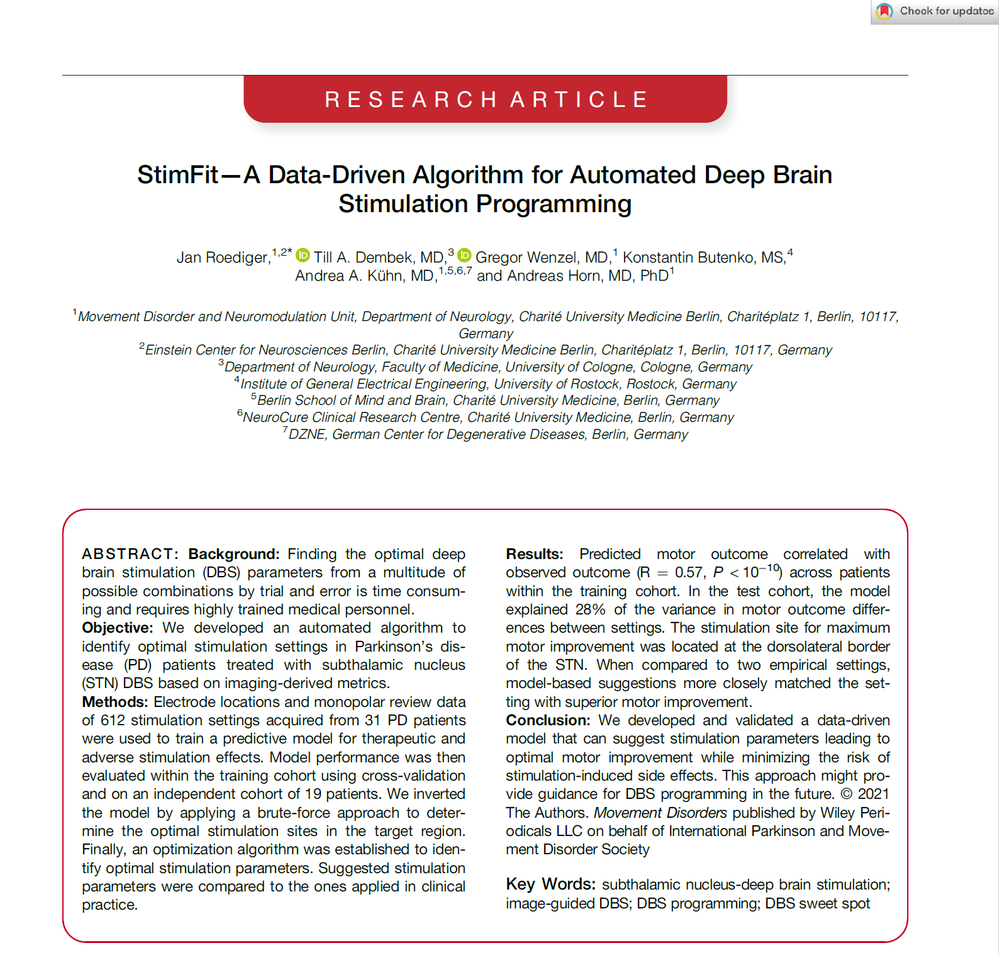 Check for updates
RESEARCH ARTICLE
StimFit—A Data-Driven Algorithm for Automated Deep Brain
Stimulation Programming
Jan Roediger,1,2* iD Till A. Dembek, MD,3 iD Gregor Wenzel, MD,1 Konstantin Butenko, MS,4
Andrea A. Kühn, MD,1,5,6,7 and Andreas Horn, MD, PhD1
1Movement Disorder and Neuromodulation Unit, Department of Neurology, Charité University Medicine Berlin, Charitéplatz 1, Berlin, 10117,
Germany
2Einstein Center for Neurosciences Berlin, Charité University Medicine Berlin, Charitéplatz 1, Berlin, 10117, Germany
3Department of Neurology, Faculty of Medicine, University of Cologne, Cologne, Germany
4Institute of General Electrical Engineering, University of Rostock, Rostock, Germany
5Berlin School of Mind and Brain, Charité University Medicine, Berlin, Germany
6NeuroCure Clinical Research Centre, Charité University Medicine, Berlin, Germany
7DZNE, German Center for Degenerative Diseases, Berlin, Germany
ABSTRACT: Background: Finding the optimal deep
brain stimulation (DBS) parameters from a multitude of
possible combinations by trial and error is time consum-
ing and requires highly trained medical personnel.
Objective: We developed an automated algorithm to
identify optimal stimulation settings in Parkinson's dis-
ease (PD) patients treated with subthalamic nucleus
(STN) DBS based on imaging-derived metrics.
Methods: Electrode locations and monopolar review data
of 612 stimulation settings acquired from 31 PD patients
were used to train a predictive model for therapeutic and
adverse stimulation effects. Model performance was then
evaluated within the training cohort using cross-validation
and on an independent cohort of 19 patients. We inverted
the model by applying a brute-force approach to deter-
mine the optimal stimulation sites in the target region.
Finally, an optimization algorithm was established to iden-
tify optimal stimulation parameters. Suggested stimulation
parameters were compared to the ones applied in clinical
practice.
Results: Predicted motor outcome correlated with
observed outcome (R = 0.57, P < 10−10) across patients
within the training cohort. In the test cohort, the model
explained 28% of the variance in motor outcome differ-
ences between settings. The stimulation site for maximum
motor improvement was located at the dorsolateral border
of the STN. When compared to two empirical settings,
model-based suggestions more closely matched the set-
ting with superior motor improvement.
Conclusion: We developed and validated a data-driven
model that can suggest stimulation parameters leading to
optimal motor improvement while minimizing the risk of
stimulation-induced side effects. This approach might pro-
vide guidance for DBS programming in the future. © 2021
The Authors. Movement Disorders published by Wiley Peri-
odicals LLC on behalf of International Parkinson and Move-
ment Disorder Society
Key Words: subthalamic nucleus-deep brain stimulation;
image-guided DBS; DBS programming; DBS sweet spot